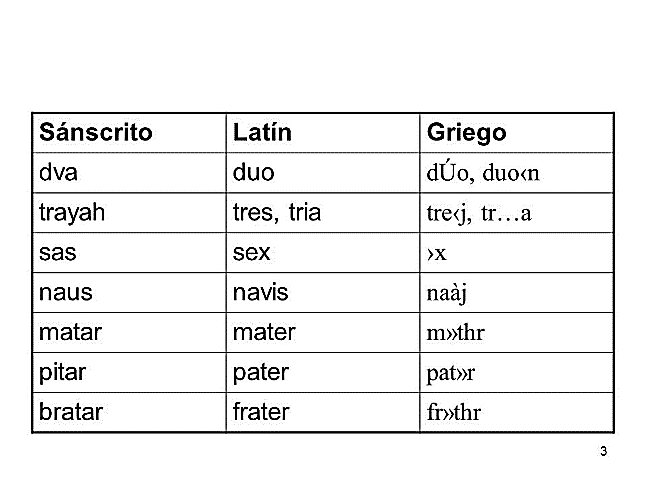 Sánscrito Latín Griego
dva duo dÚo, duo‹n
trayah tres, tria tre‹j, tr…a
sas sex ›x
naus navis naàj
matar mater m»thr
pitar pater pat»r
bratar frater fr»thr
3